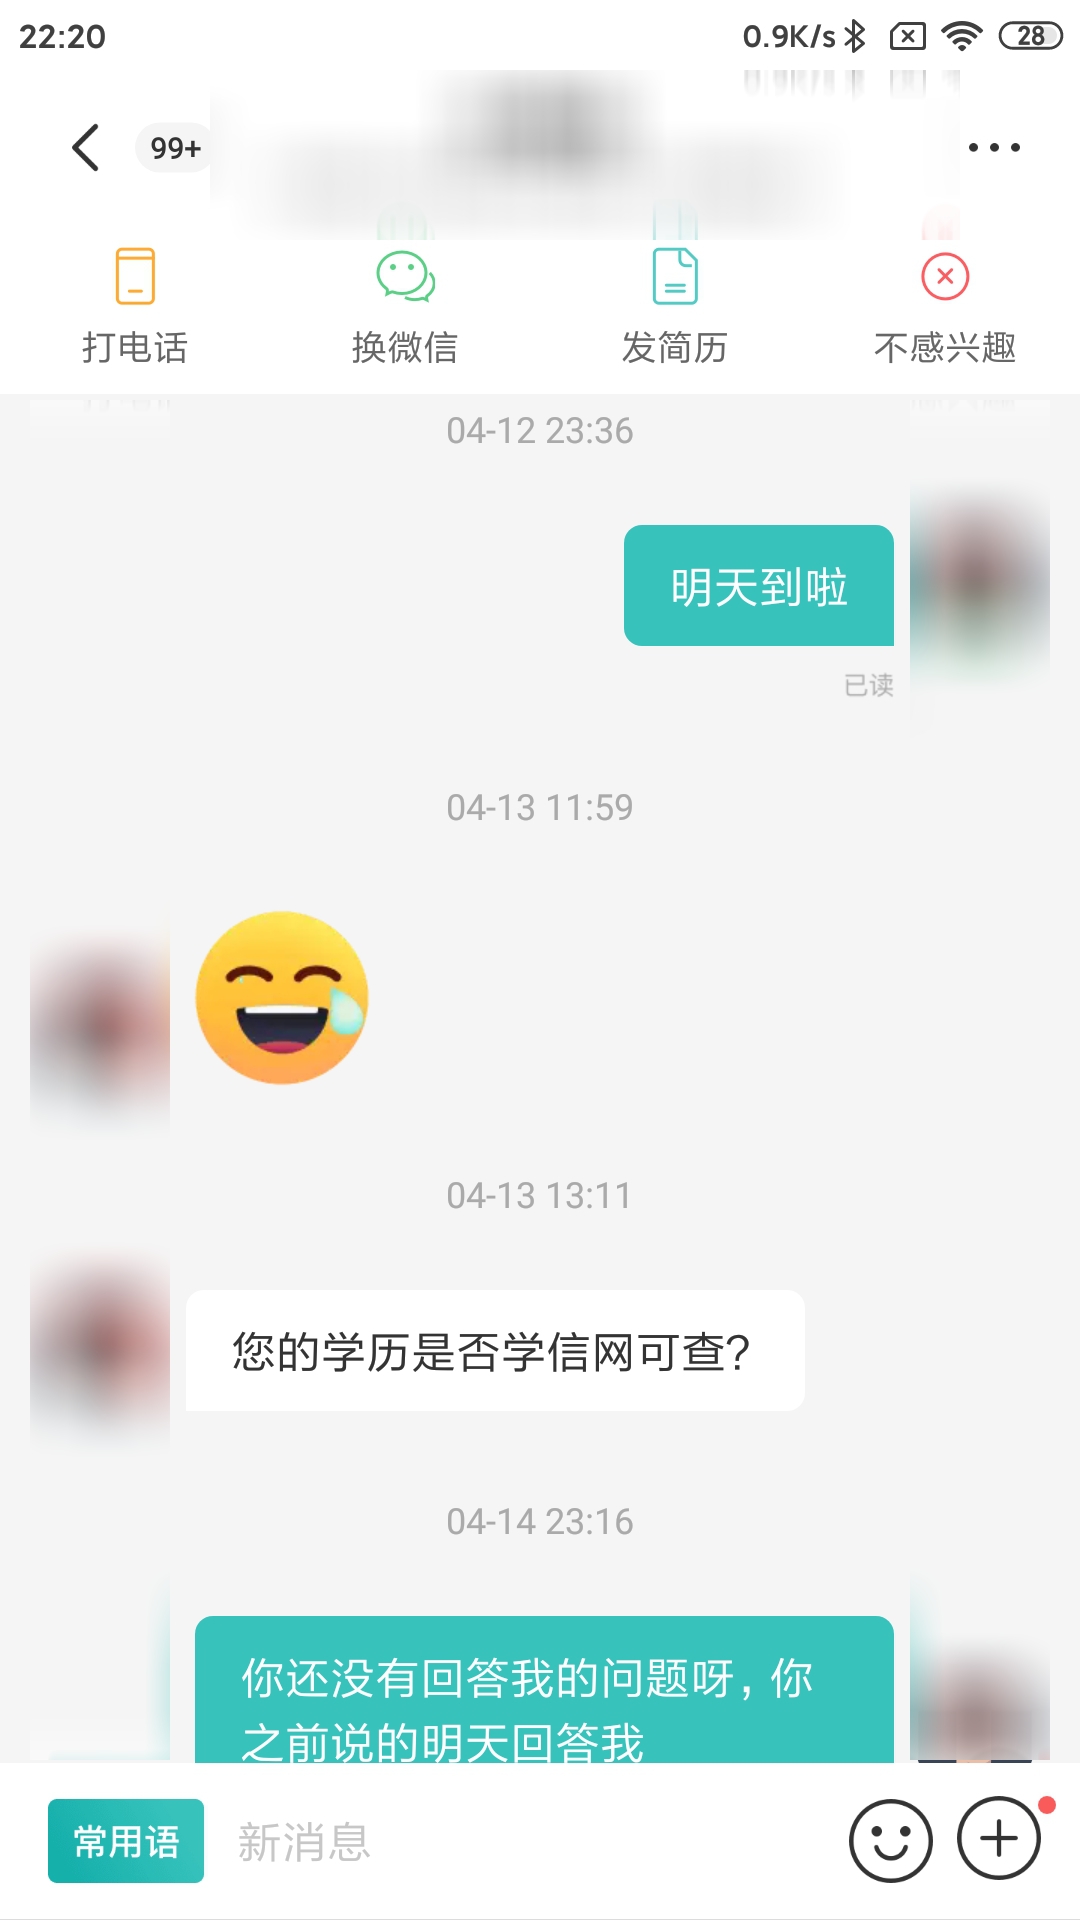 22:20
0.9K/s
28
99+
打电话
换微信
发简历
不感兴趣
04-12 23:36
明天到啦
已读
04-13 11:59
04-13 13:11
您的学历是否学信网可查?
04-14 23:16
你还没有回答我的问题呀,你
之前说的明天回答我
常用语
新消息